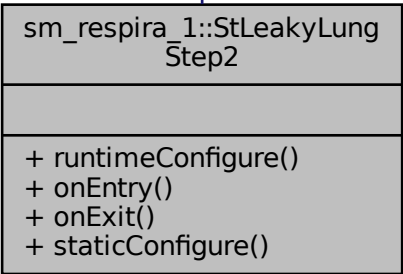 sm_respira_1::StLeakyLung
Step2
+ runtimeConfigure()
+ onEntry()
+ onExit()
+ staticConfigure()